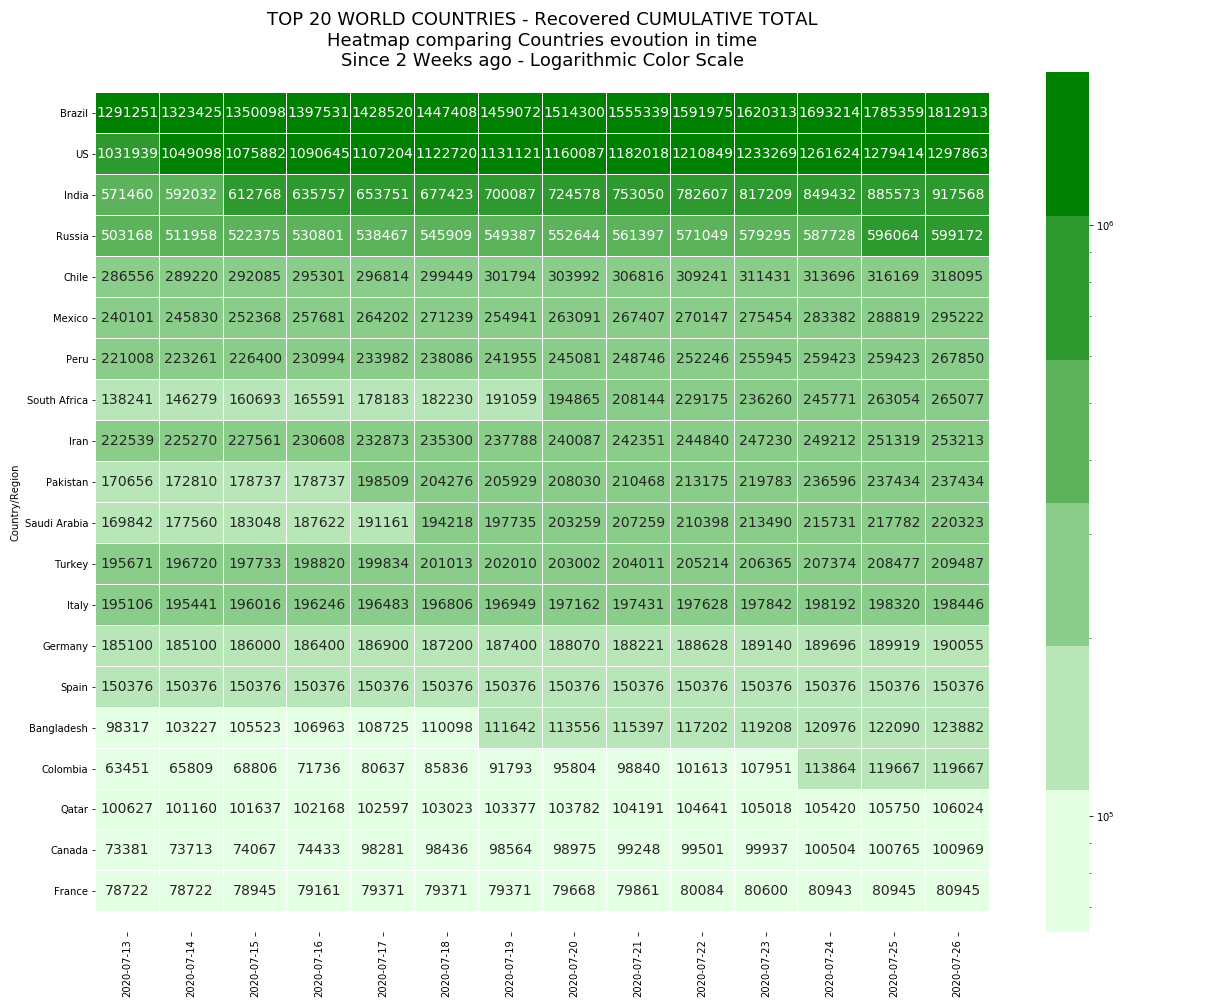 TOP 20 WORLD COUNTRIES - Recovered CUMULATIVE TOTAL
Heatmap comparing Countries evoution in time
Since 2 Weeks ago - Logarithmic Color Scale
Country/Region
Brazil 1291251 1323425 1350098 1397531 1428520 1447408 1459072 1514300 1555339 1591975 1620313 1693214 1785359 1812913
US 1031939 1049098 1075882 1090645 1107204 1122720 1131121 1160087 1182018 1210849 1233269 1261624 1279414 1297863
India 571460 592032 612768 635757 653751 677423 700087 724578 753050 782607 817209 849432 885573 917568
Russia 503168 511958 522375 530801 538467 545909 549387 552644 561397 571049 579295 587728 596064 599172
Chile 286556 289220 292085 295301 296814 299449 301794 303992 306816 309241 311431 313696 316169 318095
Mexico 240101 245830 252368 257681 264202 271239 254941 263091 267407 270147 275454 283382 288819 295222
Peru 221008 223261 226400 230994 233982 238086 241955 245081 248746 252246 255945 259423 259423 267850
South Africa 138241 146279 160693 165591 178183 182230 191059 194865 208144 229175 236260 245771 263054 265077
Iran 222539 225270 227561 230608 232873 235300 237788 240087 242351 244840 247230 249212 251319 253213
Pakistan 170656 172810 178737 178737 198509 204276 205929 208030 210468 213175 219783 236596 237434 237434
Saudi Arabia 169842 177560 183048 187622 191161 194218 197735 203259 207259 210398 213490 215731 217782 220323
Turkey 195671 196720 197733 198820 199834 201013 202010 203002 204011 205214 206365 207374 208477 209487
Italy 195106 195441 196016 196246 196483 196806 196949 197162 197431 197628 197842 198192 198320 198446
Germany 185100 185100 186000 186400 186900 187200 187400 188070 188221 188628 189140 189696 189919 190055
Spain 150376 150376 150376 150376 150376 150376 150376 150376 150376 150376 150376 150376 150376 150376
Bangladesh 98317 103227 105523 106963 108725 110098 111642 113556 115397 117202 119208 120976 122090 123882
Colombia 63451 65809 68806 71736 80637 85836 91793 95804 98840 101613 107951 113864 119667 119667
Qatar 100627 101160 101637 102168 102597 103023 103377 103782 104191 104641 105018 105420 105750 106024
Canada 73381 73713 74067 74433 98281 98436 98564 98975 99248 99501 99937 100504 100765 100969
France 78722 78722 78945 79161 79371 79371 79371 79668 79861 80084 80600 80943 80945 80945
2020-07-13 2020-07-14 2020-07-15 2020-07-16 2020-07-17 2020-07-18 2020-07-19 2020-07-20 2020-07-21 2020-07-22 2020-07-23 2020-07-24 2020-07-25 2020-07-26
10⁶
10⁵